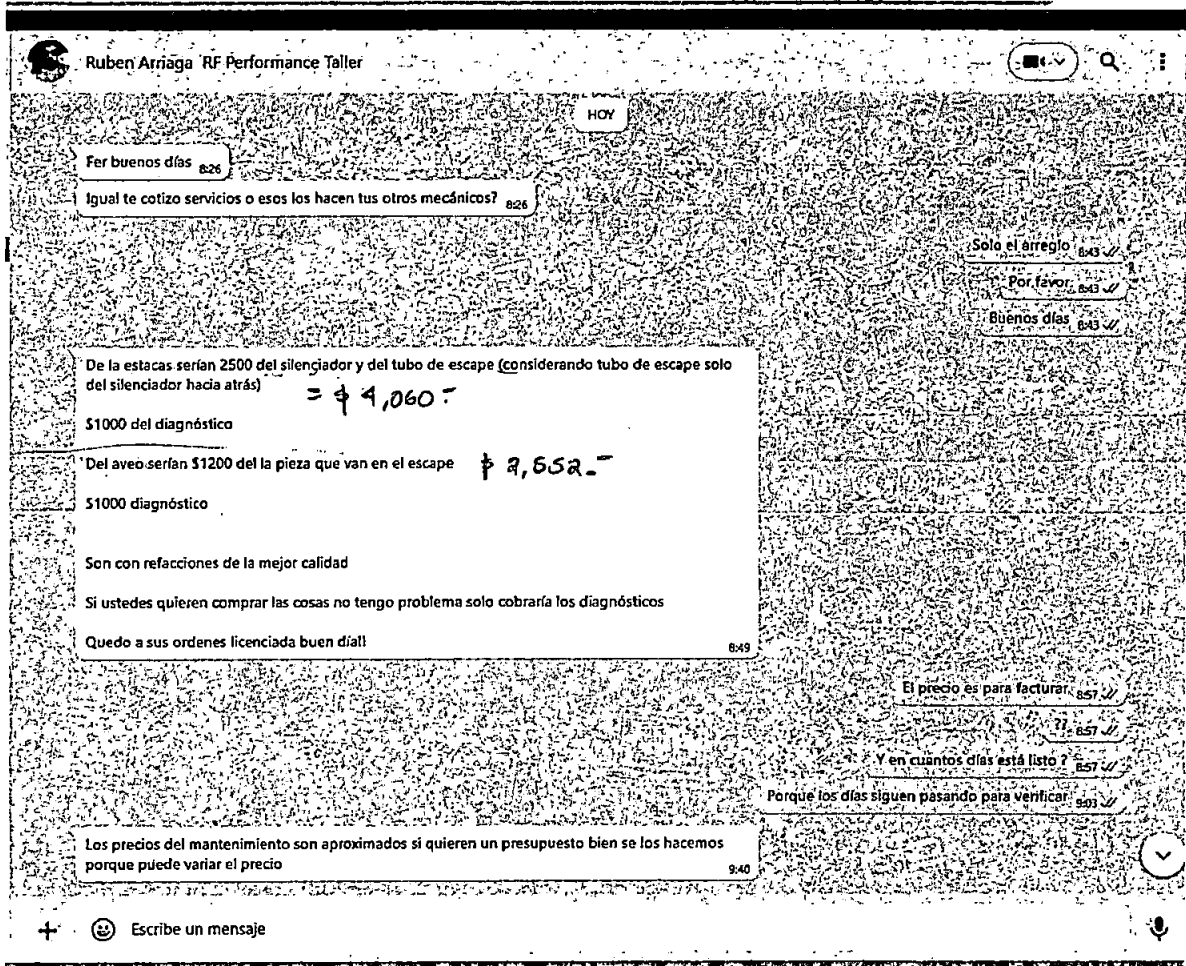 Ruben Arriaga RF Performance Taller
HOY
Fer buenos días 8:26
Igual te cotizo servicios o esos los hacen tus otros mecánicos? 8:26
Solo el arreglo 8:43
Por favor 8:43
Buenos días 8:43
De la estacas serían 2500 del silenciador y del tubo de escape (considerando tubo de escape solo
del silenciador hacia atrás)
= $ 4,060.-
$1000 del diagnóstico
Del aveo serían $1200 del la pieza que van en el escape $ 2,552.-
$1000 diagnóstico
Son con refacciones de la mejor calidad
Si ustedes quieren comprar las cosas no tengo problema solo cobraría los diagnósticos
Quedo a sus ordenes licenciada buen día!! 8:49
El precio es para facturar 8:57
?? 8:57
Y en cuantos días está listo ? 8:57
Porque los días siguen pasando para verificar 9:03
Los precios del mantenimiento son aproximados si quieren un presupuesto bien se los hacemos
porque puede variar el precio 9:40
Escribe un mensaje